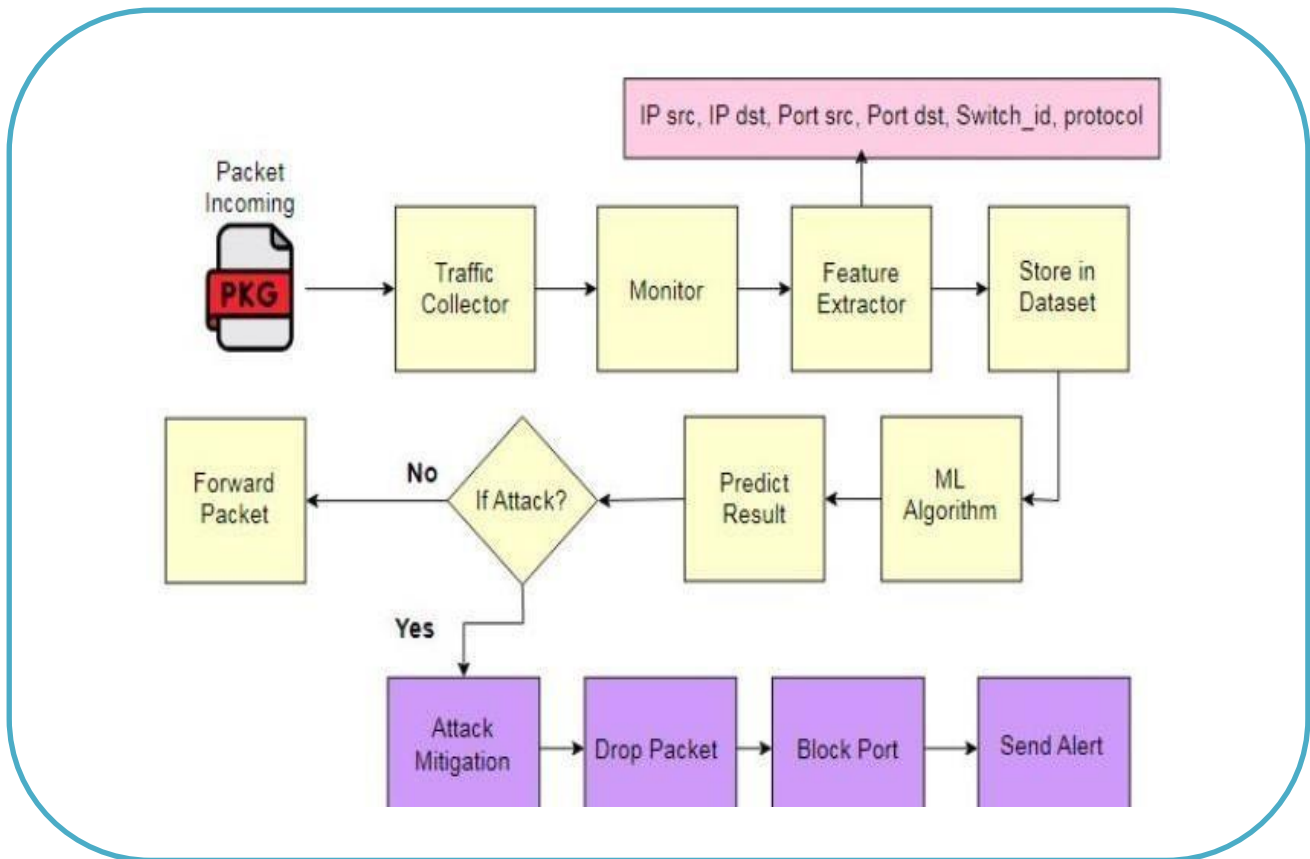 IP src, IP dst, Port src, Port dst, Switch_id, protocol
Packet
Incoming
PKG
Traffic
Collector
Monitor
Feature
Extractor
Store in
Dataset
Forward
Packet
No
If Attack?
Predict
Result
ML
Algorithm
Yes
Attack
Mitigation
Drop Packet
Block Port
Send Alert